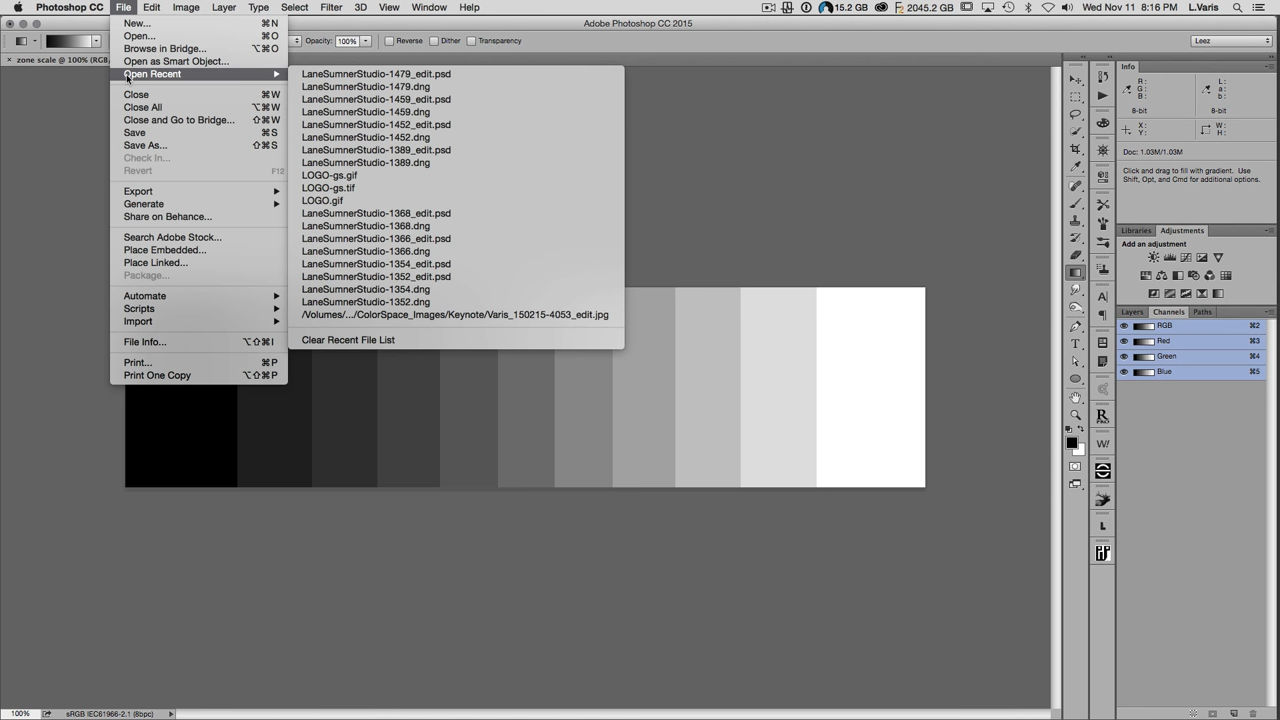 Photoshop CC File Edit Image Layer Type Select Filter 3D View Window Help 15.2 GB 2045.2 GB Wed Nov 11 8:16 PM L.Varis
Adobe Photoshop CC 2015
Opacity: 100% Reverse Dither Transparency Leez
× zone scale @ 100% (RGB/
New... ⌘N
Open... ⌘O
Browse in Bridge... ⌥⌘O
Open as Smart Object...
Open Recent
Close ⌘W
Close All ⌥⌘W
Close and Go to Bridge... ⇧⌘W
Save ⌘S
Save As... ⇧⌘S
Check In...
Revert F12
Export
Generate
Share on Behance...
Search Adobe Stock...
Place Embedded...
Place Linked...
Package...
Automate
Scripts
Import
File Info... ⌥⇧⌘I
Print... ⌘P
Print One Copy ⌥⇧⌘P
LaneSumnerStudio-1479_edit.psd
LaneSumnerStudio-1479.dng
LaneSumnerStudio-1459_edit.psd
LaneSumnerStudio-1459.dng
LaneSumnerStudio-1452_edit.psd
LaneSumnerStudio-1452.dng
LaneSumnerStudio-1389_edit.psd
LaneSumnerStudio-1389.dng
LOGO-gs.gif
LOGO-gs.tif
LOGO.gif
LaneSumnerStudio-1368_edit.psd
LaneSumnerStudio-1368.dng
LaneSumnerStudio-1366_edit.psd
LaneSumnerStudio-1366.dng
LaneSumnerStudio-1354_edit.psd
LaneSumnerStudio-1352_edit.psd
LaneSumnerStudio-1354.dng
LaneSumnerStudio-1352.dng
/Volumes/.../ColorSpace_Images/Keynote/Varis_150215-4053_edit.jpg
Clear Recent File List
Info
R: L:
G: a:
B: b:
8-bit 8-bit
X: W:
Y: H:
Doc: 1.03M/1.03M
Click and drag to fill with gradient. Use
Shift, Opt, and Cmd for additional options.
Libraries Adjustments
Add an adjustment
Layers Channels Paths
RGB ⌘2
Red ⌘3
Green ⌘4
Blue ⌘5
100% sRGB IEC61966-2.1 (8bpc)